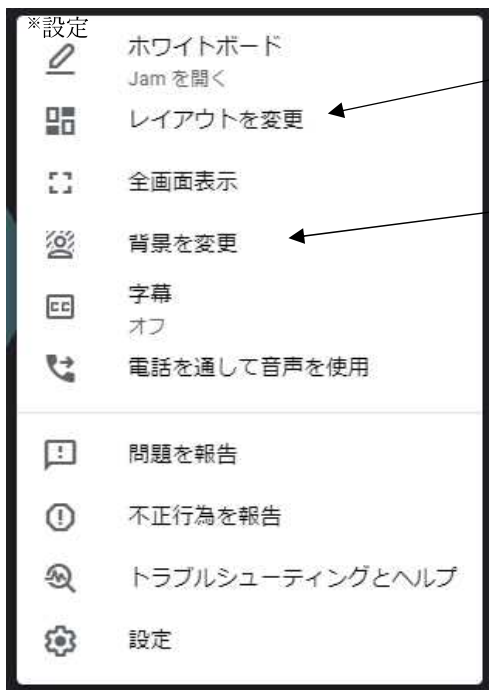 ※設定
ホワイトボード
Jam を開く
レイアウトを変更
全画面表示
背景を変更
字幕
オフ
電話を通して音声を使用
問題を報告
不正行為を報告
トラブルシューティングとヘルプ
設定